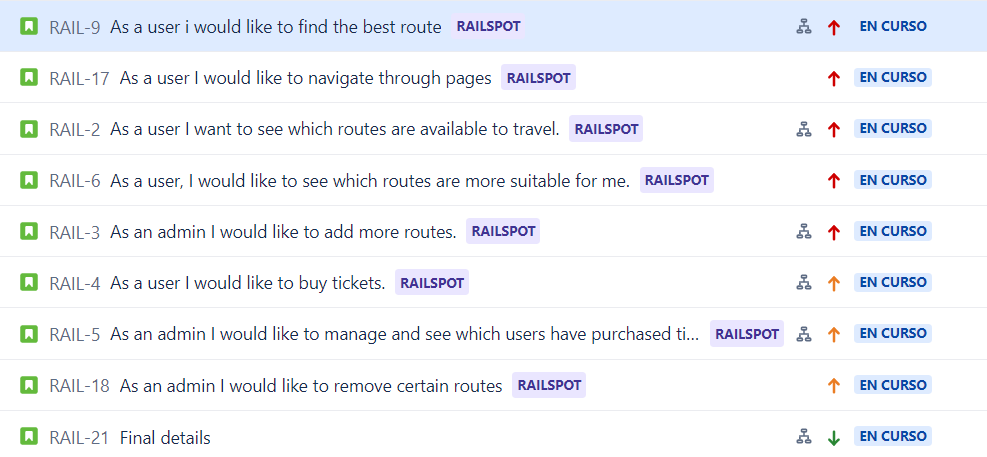 RAIL-9 As a user i would like to find the best route RAILSPOT EN CURSO
RAIL-17 As a user I would like to navigate through pages RAILSPOT EN CURSO
RAIL-2 As a user I want to see which routes are available to travel. RAILSPOT EN CURSO
RAIL-6 As a user, I would like to see which routes are more suitable for me. RAILSPOT EN CURSO
RAIL-3 As an admin I would like to add more routes. RAILSPOT EN CURSO
RAIL-4 As a user I would like to buy tickets. RAILSPOT EN CURSO
RAIL-5 As an admin I would like to manage and see which users have purchased ti... RAILSPOT EN CURSO
RAIL-18 As an admin I would like to remove certain routes RAILSPOT EN CURSO
RAIL-21 Final details EN CURSO